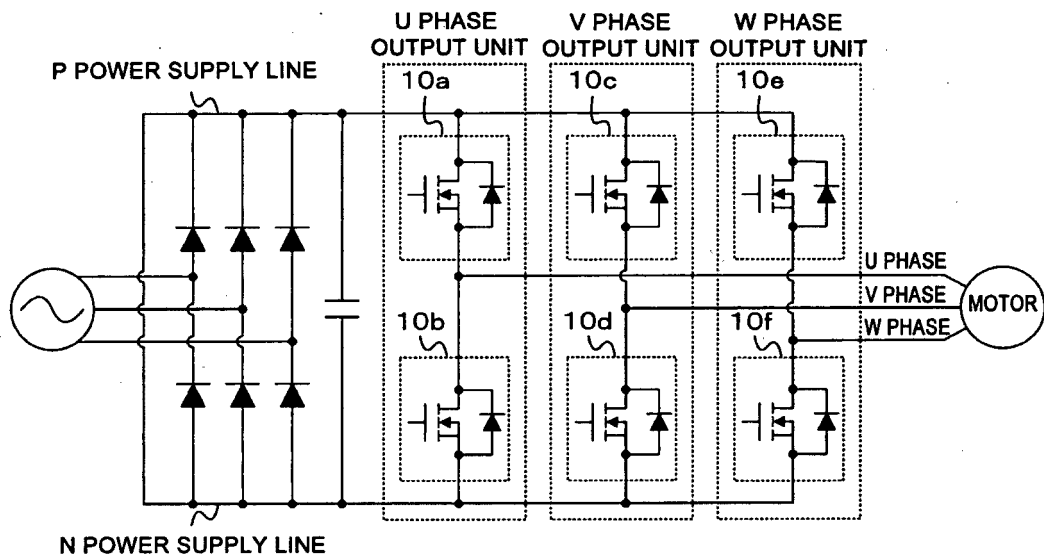 U PHASE
OUTPUT UNIT
V PHASE
OUTPUT UNIT
W PHASE
OUTPUT UNIT
P POWER SUPPLY LINE
10a
10c
10e
U PHASE
V PHASE
W PHASE
MOTOR
10b
10d
10f
N POWER SUPPLY LINE